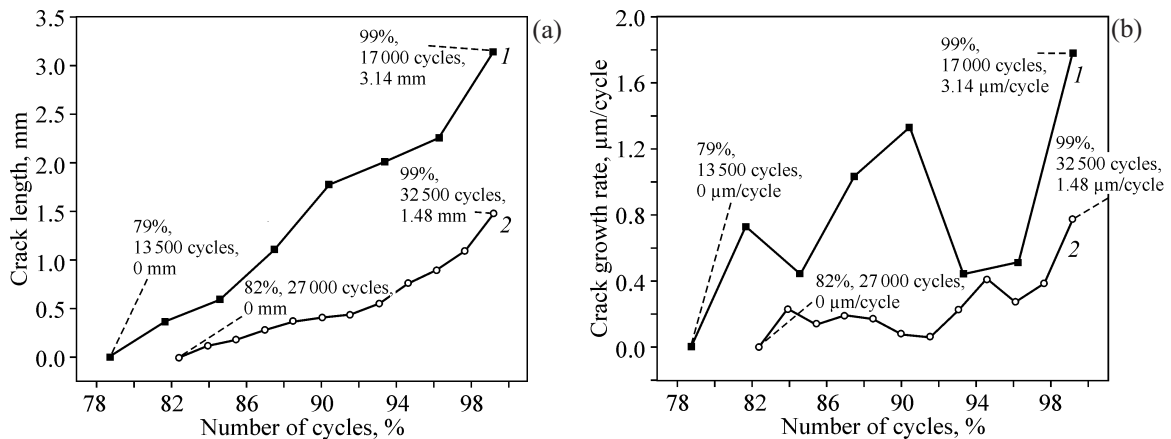 (a)
Crack length, mm
3.5
3.0
2.5
2.0
1.5
1.0
0.5
0.0
99%,
17 000 cycles,
3.14 mm
1
99%,
32 500 cycles,
1.48 mm
2
79%,
13 500 cycles,
0 mm
82%, 27 000 cycles,
0 mm
78
82
86
90
94
98
Number of cycles, %
(b)
Crack growth rate, µm/cycle
2.0
1.6
1.2
0.8
0.4
0.0
99%,
17 000 cycles,
3.14 µm/cycle
1
79%,
13 500 cycles,
0 µm/cycle
99%,
32 500 cycles,
1.48 µm/cycle
2
82%, 27 000 cycles,
0 µm/cycle
78
82
86
90
94
98
Number of cycles, %